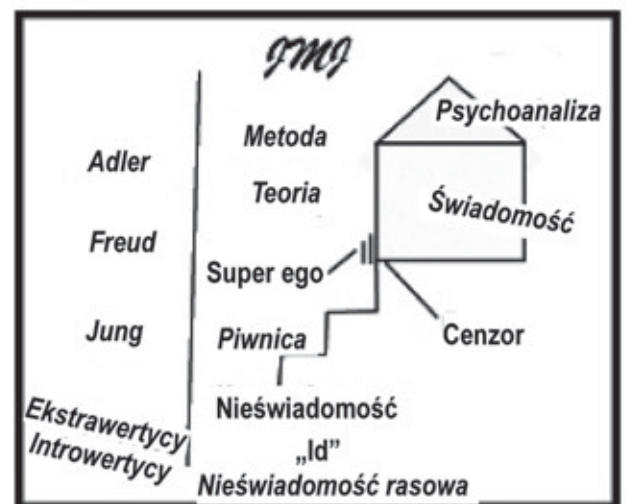 JMJ
Adler
Freud
Jung
Ekstrawertycy
Introwertycy
Metoda
Teoria
Super ego
Piwnica
Nieświadomość
„Id”
Nieświadomość rasowa
Psychoanaliza
Świadomość
Cenzor